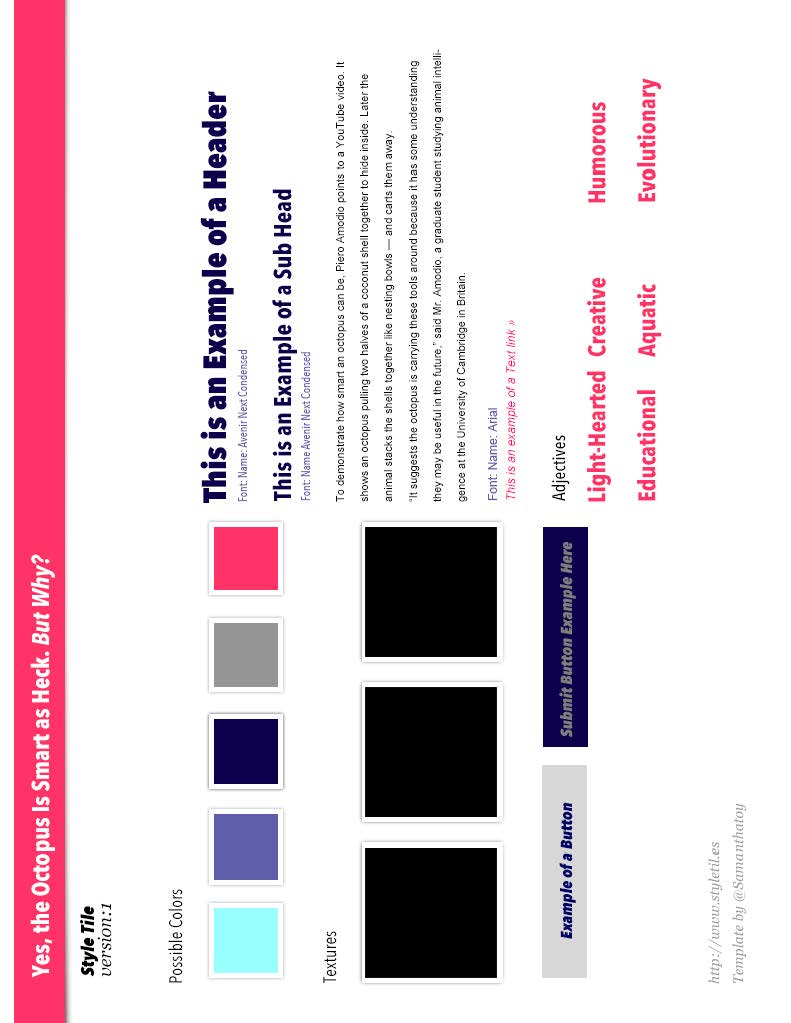 Yes, the Octopus Is Smart as Heck. But Why?
Style Tile
version:1
Possible Colors
Textures
Example of a Button
Submit Button Example Here
This is an Example of a Header
Font: Name: Avenir Next Condensed
This is an Example of a Sub Head
Font: Name Avenir Next Condensed
To demonstrate how smart an octopus can be, Piero Amodio points to a YouTube video. It
shows an octopus pulling two halves of a coconut shell together to hide inside. Later the
animal stacks the shells together like nesting bowls — and carts them away.
“It suggests the octopus is carrying these tools around because it has some understanding
they may be useful in the future,” said Mr. Amodio, a graduate student studying animal intelli-
gence at the University of Cambridge in Britain.
Font: Name: Arial
This is an example of a Text link »
Adjectives
Light-Hearted Creative Humorous
Educational Aquatic Evolutionary
http://www.styletil.es
Template by @Samanthatoy